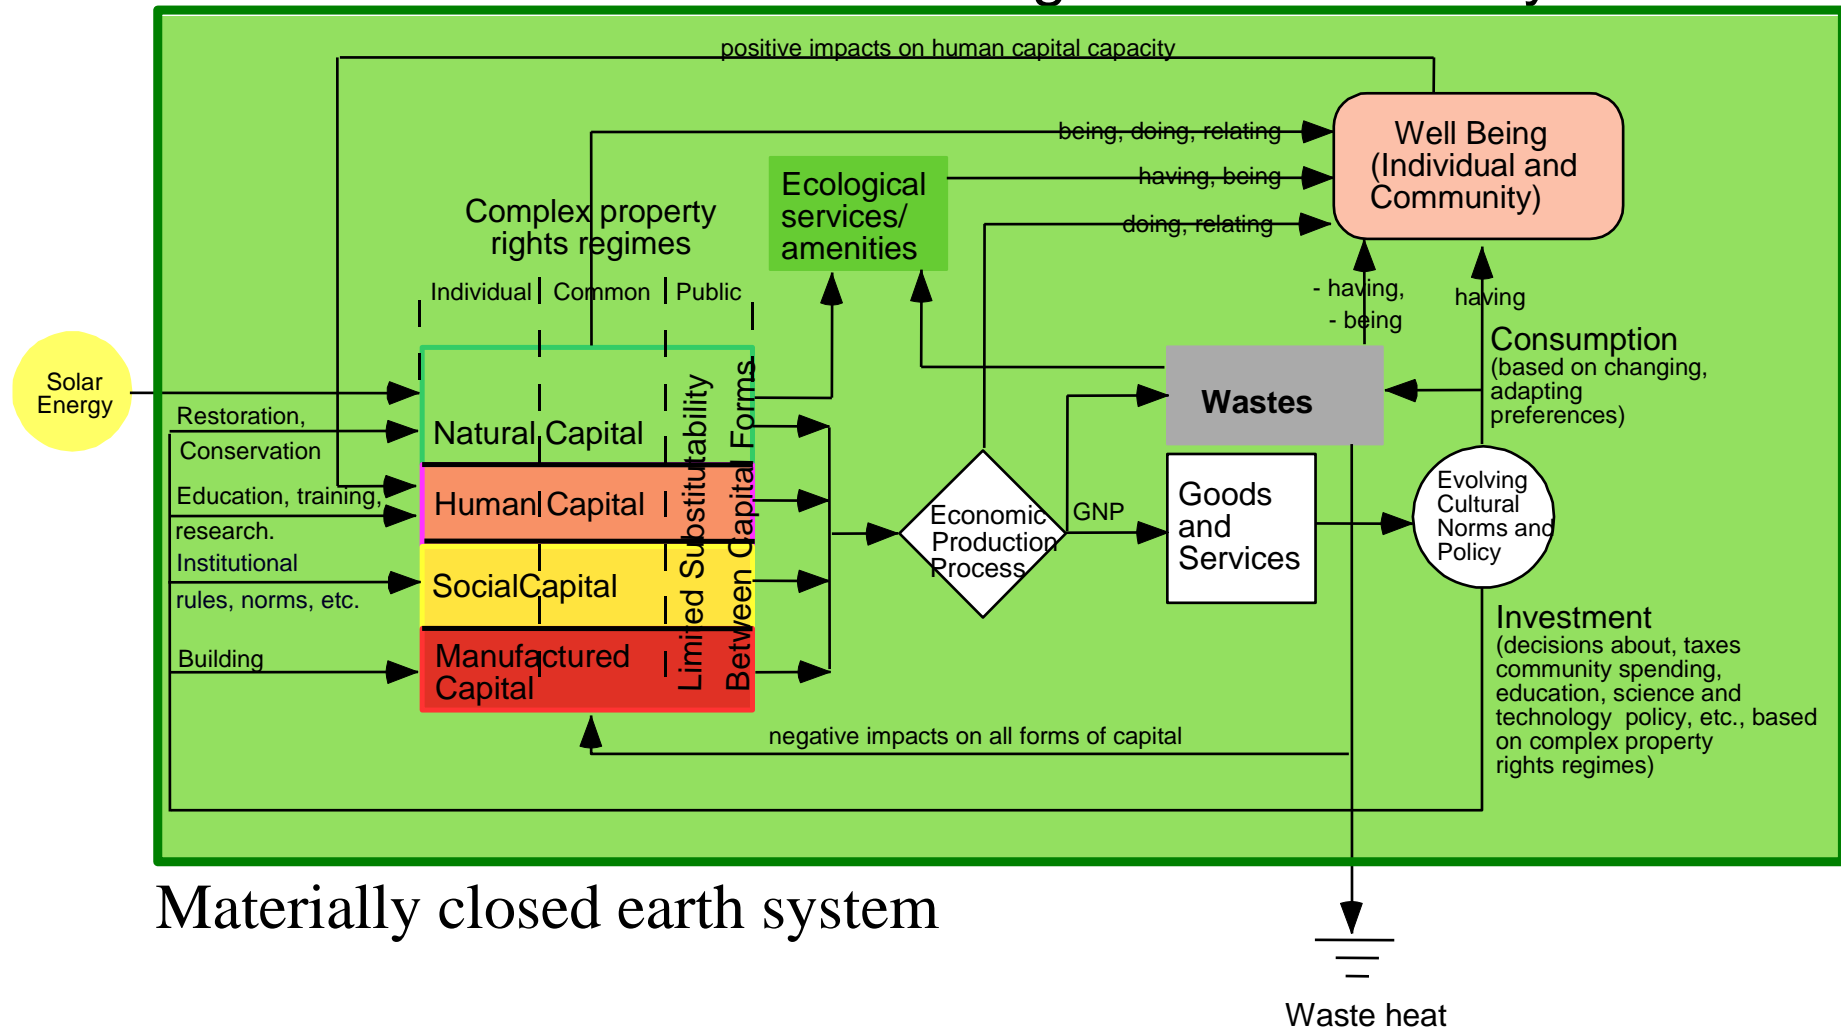 positive impacts on human capital capacity
being, doing, relating
having, being
doing, relating
Well Being
(Individual and
Community)
Ecological
services/
amenities
Complex property
rights regimes
Individual
Common
Public
- having,
- being
having
Consumption
(based on changing,
adapting
preferences)
Solar
Energy
Restoration,
Conservation
Education, training,
research.
Institutional
rules, norms, etc.
Building
Natural Capital
Human Capital
SocialCapital
Manufactured
Capital
Limited Substitutability
Between Capital Forms
Economic
Production
Process
GNP
Wastes
Goods
and
Services
Evolving
Cultural
Norms and
Policy
Investment
(decisions about, taxes
community spending,
education, science and
technology policy, etc., based
on complex property
rights regimes)
negative impacts on all forms of capital
Materially closed earth system
Waste heat